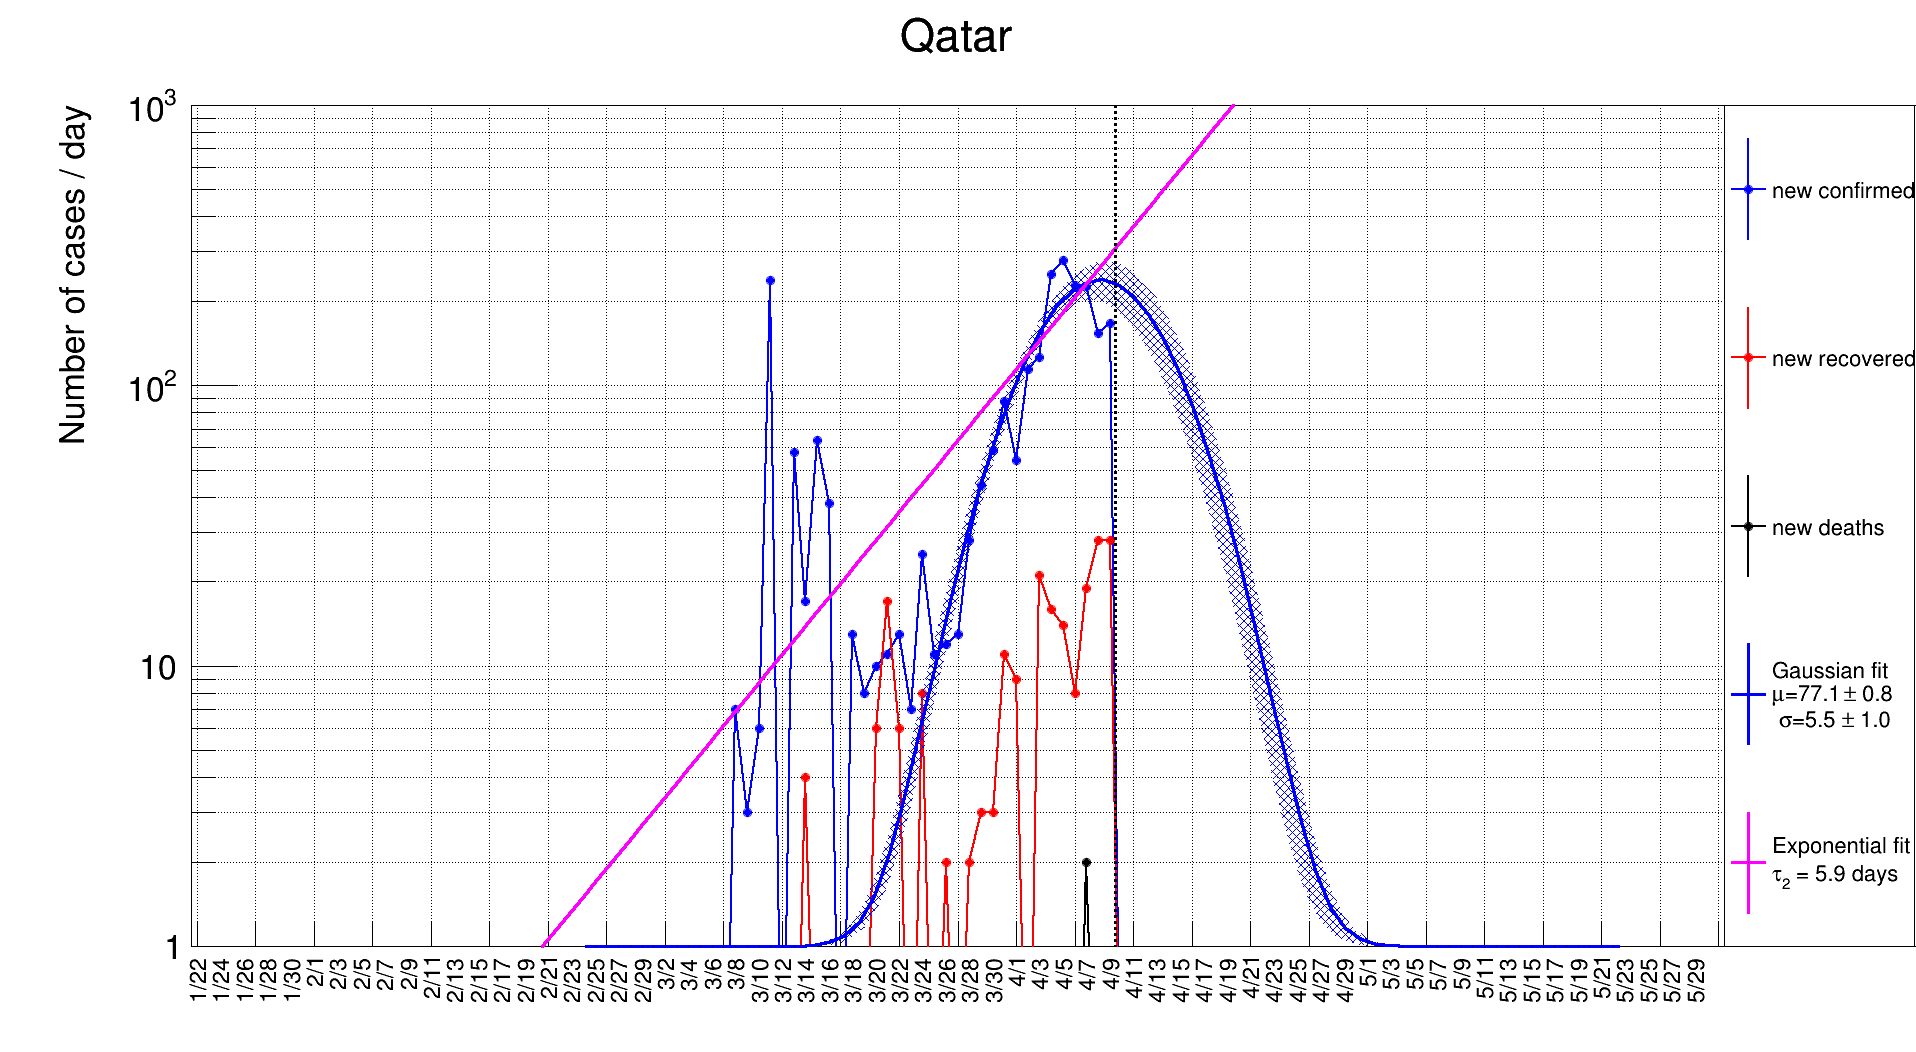 Qatar
Number of cases / day
10³
10²
10
1
1/22 1/24 1/26 1/28 1/30 2/1 2/3 2/5 2/7 2/9 2/11 2/13 2/15 2/17 2/19 2/21 2/23 2/25 2/27 2/29 3/2 3/4 3/6 3/8 3/10 3/12 3/14 3/16 3/18 3/20 3/22 3/24 3/26 3/28 3/30 4/1 4/3 4/5 4/7 4/9 4/11 4/13 4/15 4/17 4/19 4/21 4/23 4/25 4/27 4/29 5/1 5/3 5/5 5/7 5/9 5/11 5/13 5/15 5/17 5/19 5/21 5/23 5/25 5/27 5/29
new confirmed
new recovered
new deaths
Gaussian fit
μ=77.1 ± 0.8
σ=5.5 ± 1.0
Exponential fit
τ₂ = 5.9 days